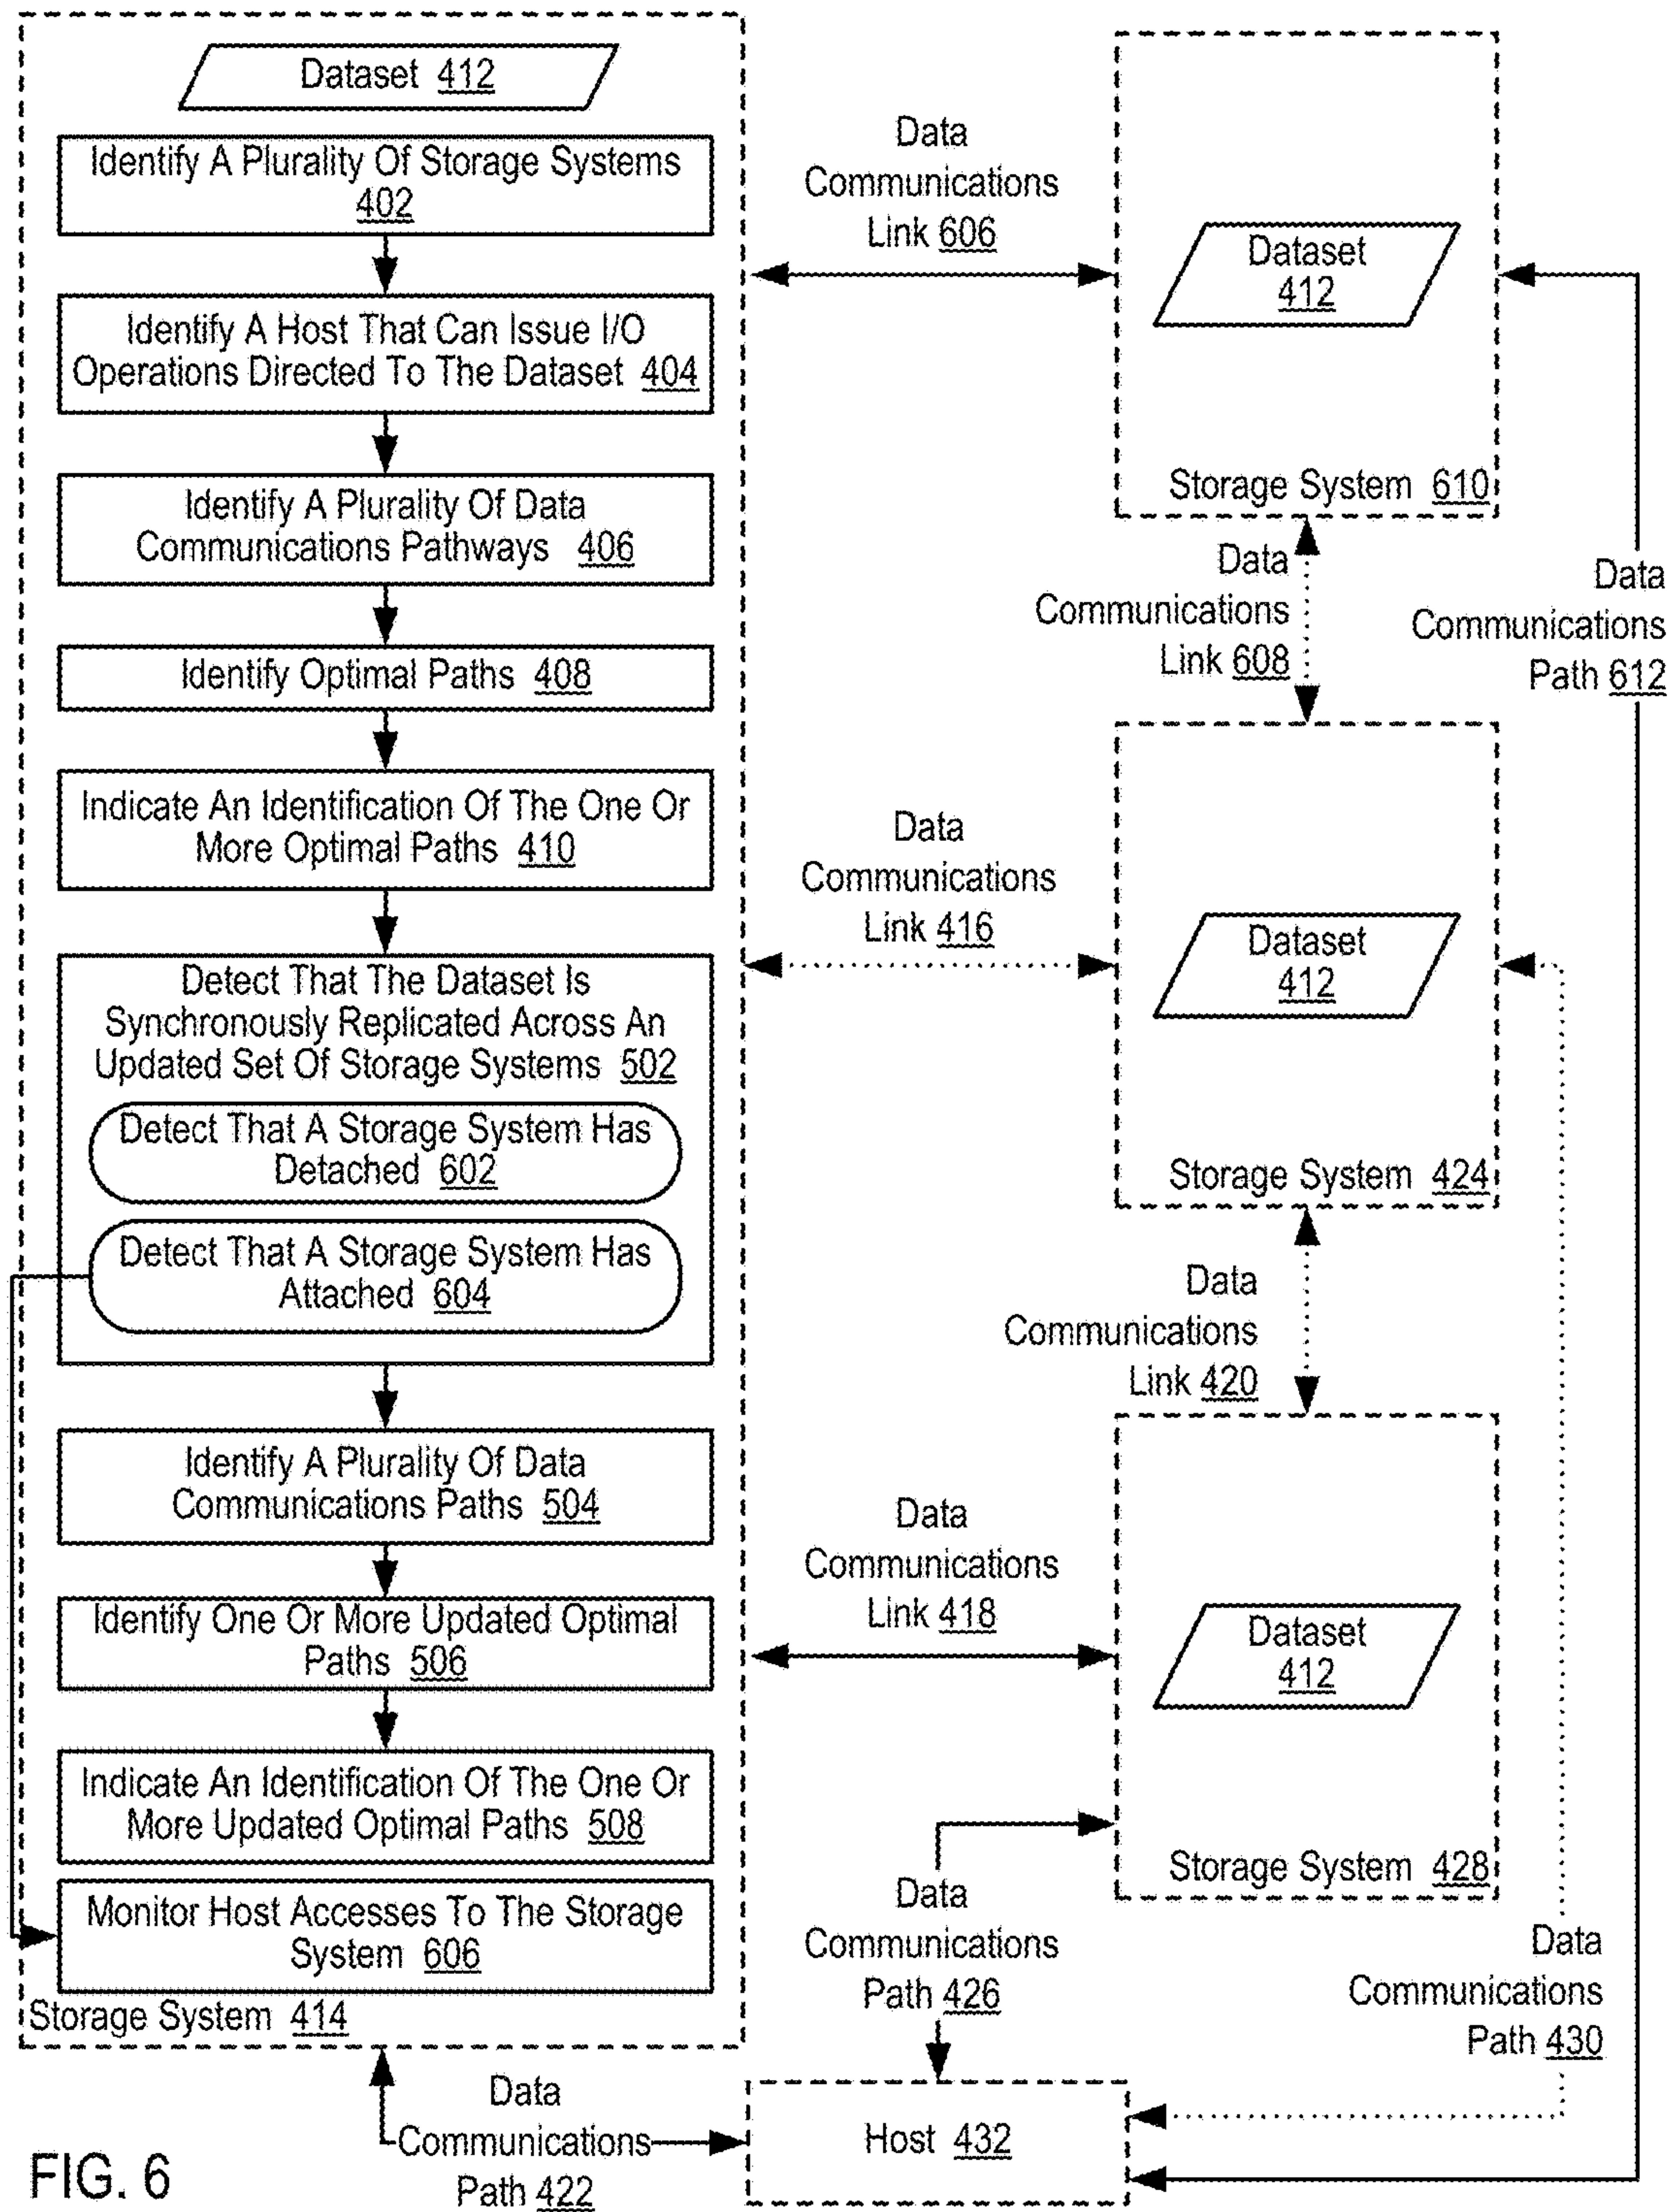 Dataset 412
Identify A Plurality Of Storage Systems
402
Identify A Host That Can Issue I/O
Operations Directed To The Dataset 404
Identify A Plurality Of Data
Communications Pathways 406
Identify Optimal Paths 408
Indicate An Identification Of The One Or
More Optimal Paths 410
Detect That The Dataset Is
Synchronously Replicated Across An
Updated Set Of Storage Systems 502
Detect That A Storage System Has
Detached 602
Detect That A Storage System Has
Attached 604
Identify A Plurality Of Data
Communications Paths 504
Identify One Or More Updated Optimal
Paths 506
Indicate An Identification Of The One Or
More Updated Optimal Paths 508
Monitor Host Accesses To The Storage
System 606
Storage System 414
Data
Communications
Link 606
Dataset
412
Storage System 610
Data
Communications
Link 608
Data
Communications
Path 612
Data
Communications
Link 416
Dataset
412
Storage System 424
Data
Communications
Link 420
Data
Communications
Link 418
Dataset
412
Storage System 428
Data
Communications
Path 426
Data
Communications
Path 430
Data
Communications
Path 422
Host 432
FIG. 6